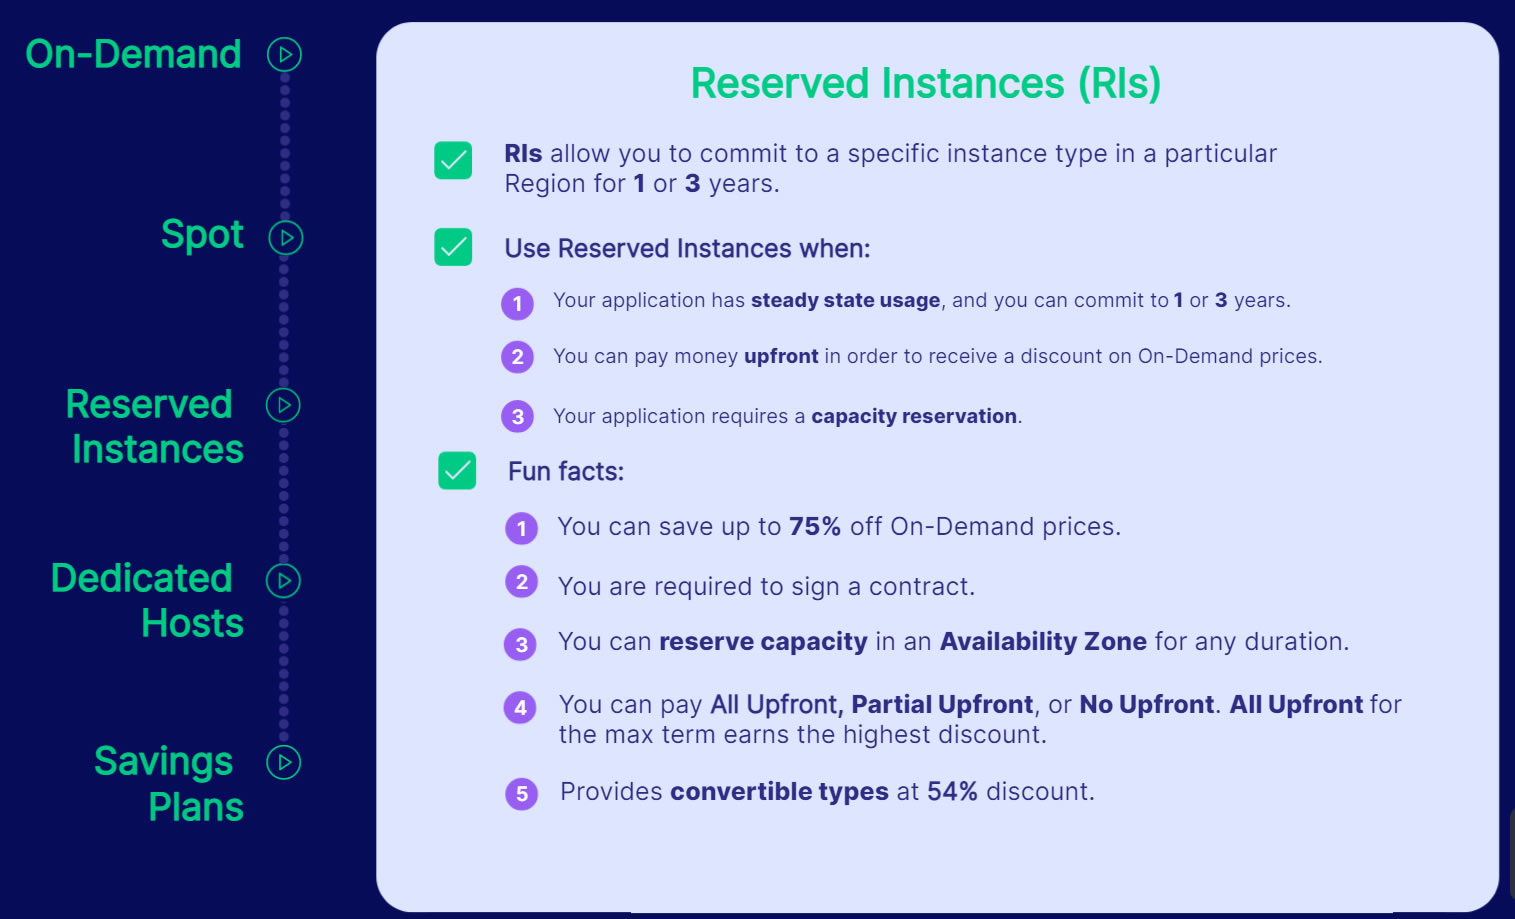 On-Demand
Spot
Reserved
Instances
Dedicated
Hosts
Savings
Plans
Reserved Instances (RIs)
RIs allow you to commit to a specific instance type in a particular
Region for 1 or 3 years.
Use Reserved Instances when:
1 Your application has steady state usage, and you can commit to 1 or 3 years.
2 You can pay money upfront in order to receive a discount on On-Demand prices.
3 Your application requires a capacity reservation.
Fun facts:
1 You can save up to 75% off On-Demand prices.
2 You are required to sign a contract.
3 You can reserve capacity in an Availability Zone for any duration.
4 You can pay All Upfront, Partial Upfront, or No Upfront. All Upfront for
the max term earns the highest discount.
5 Provides convertible types at 54% discount.